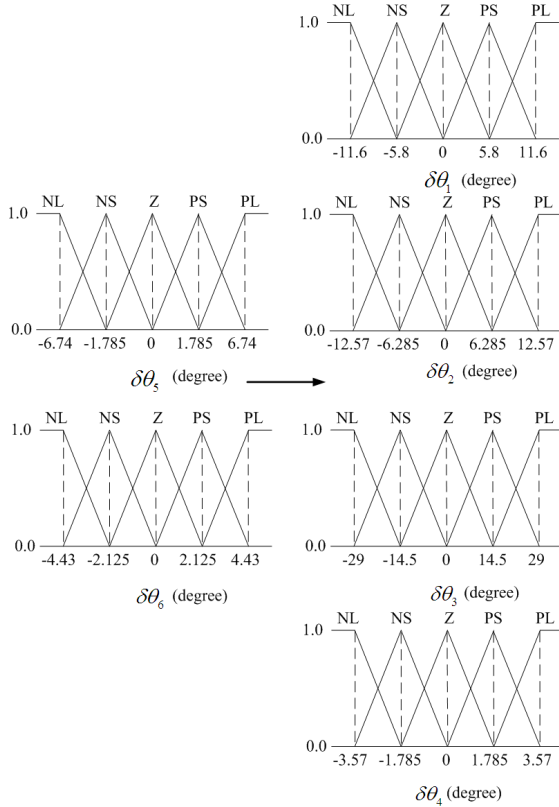 NL NS Z PS PL
1.0
0.0
-11.6 -5.8 0 5.8 11.6
δθ1 (degree)
NL NS Z PS PL
1.0
0.0
-6.74 -1.785 0 1.785 6.74
δθ5 (degree)
NL NS Z PS PL
1.0
0.0
-12.57 -6.285 0 6.285 12.57
δθ2 (degree)
NL NS Z PS PL
1.0
0.0
-4.43 -2.125 0 2.125 4.43
δθ6 (degree)
NL NS Z PS PL
1.0
0.0
-29 -14.5 0 14.5 29
δθ3 (degree)
NL NS Z PS PL
1.0
0.0
-3.57 -1.785 0 1.785 3.57
δθ4 (degree)